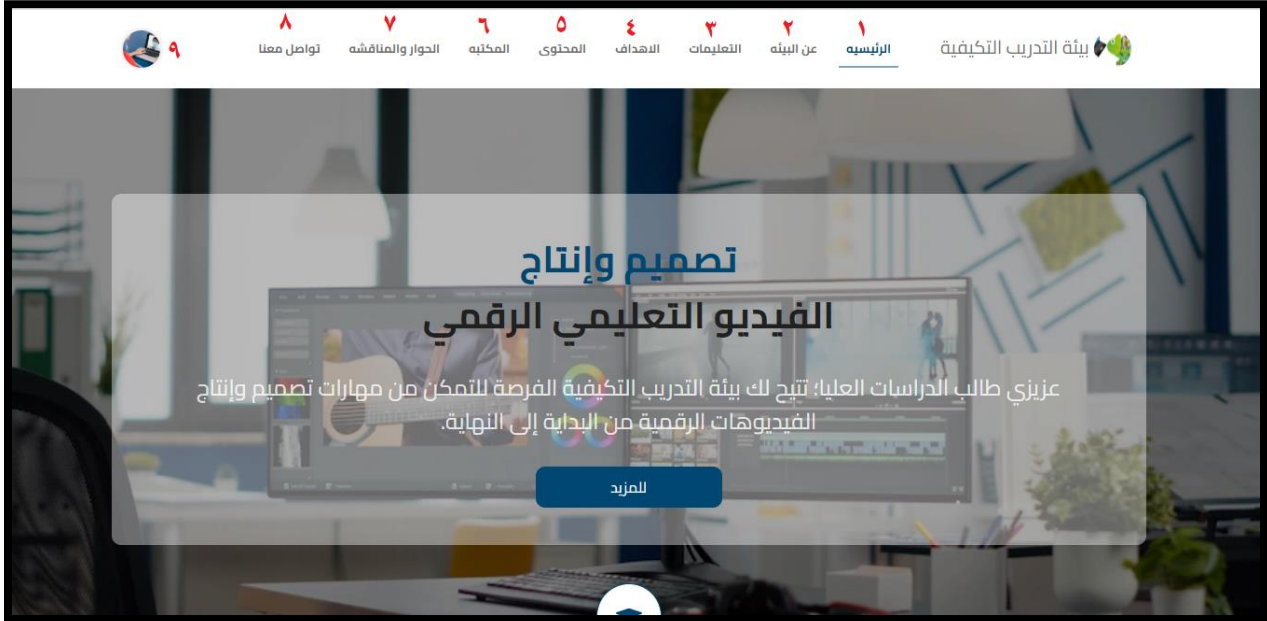 بيئة التدريب التكيفية
١ ٢ ٣ ٤ ٥ ٦ ٧ ٨
الرئيسيه عن البيئه التعليمات الاهداف المحتوى المكتبه الحوار والمناقشه تواصل معنا
٩
تصميم وإنتاج
الفيديو التعليمي الرقمي
عزيزي طالب الدراسات العليا؛ تتيح لك بيئة التدريب التكيفية الفرصة للتمكن من مهارات تصميم وإنتاج
الفيديوهات الرقمية من البداية إلى النهاية.
للمزيد